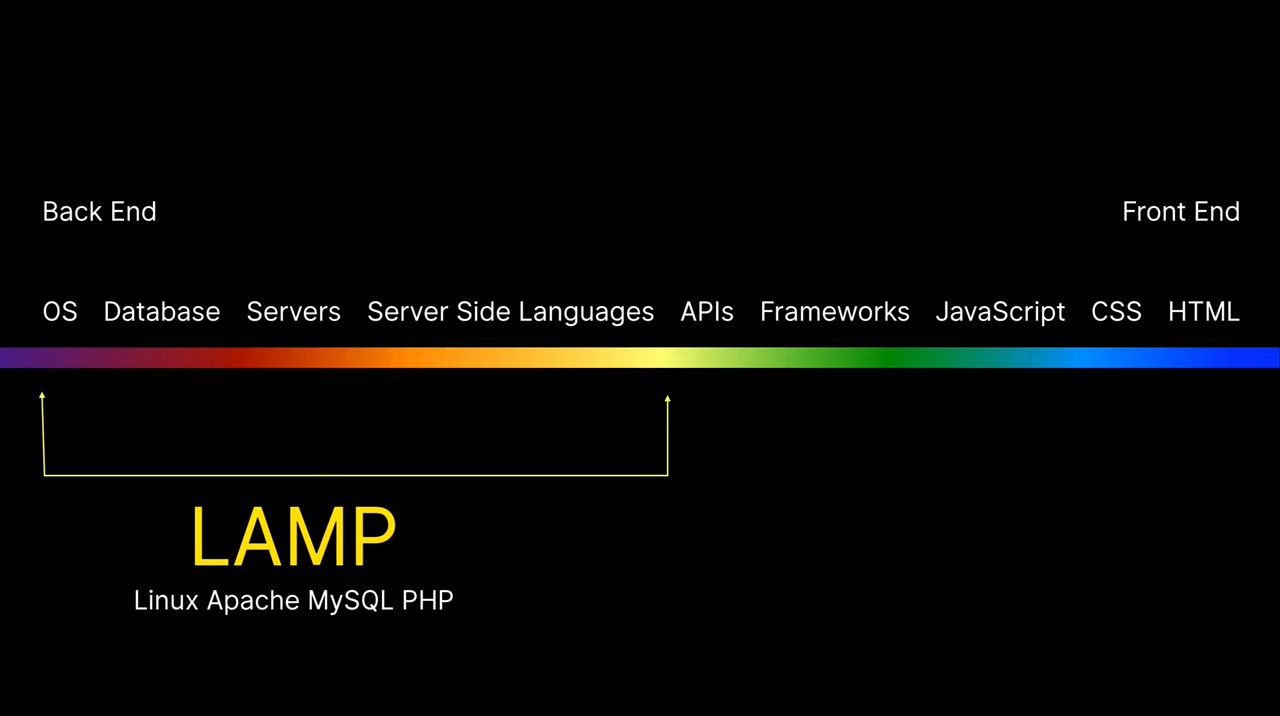 Back End Front End
OS Database Servers Server Side Languages APIs Frameworks JavaScript CSS HTML
LAMP
Linux Apache MySQL PHP